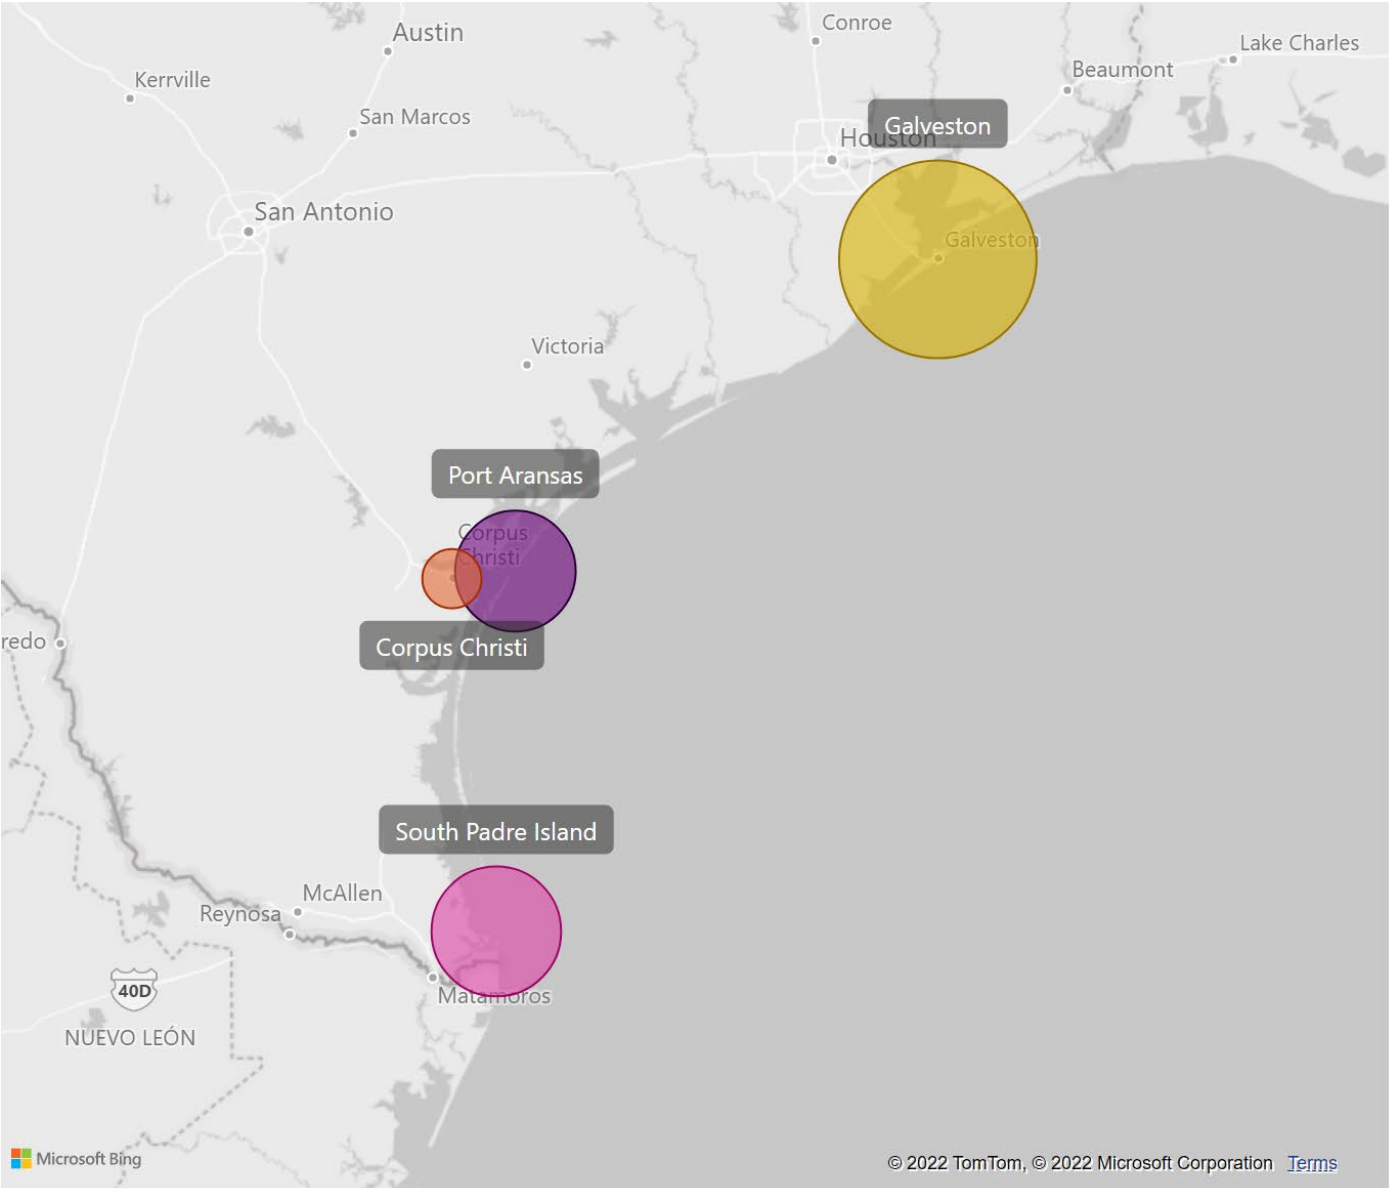 Austin
Conroe
Lake Charles
Beaumont
Kerrville
San Marcos
Galveston
Houston
San Antonio
Galveston
Victoria
Port Aransas
Corpus
Christi
Corpus Christi
redo
South Padre Island
McAllen
Reynosa
Matamoros
40D
NUEVO LEÓN
Microsoft Bing
© 2022 TomTom, © 2022 Microsoft Corporation Terms